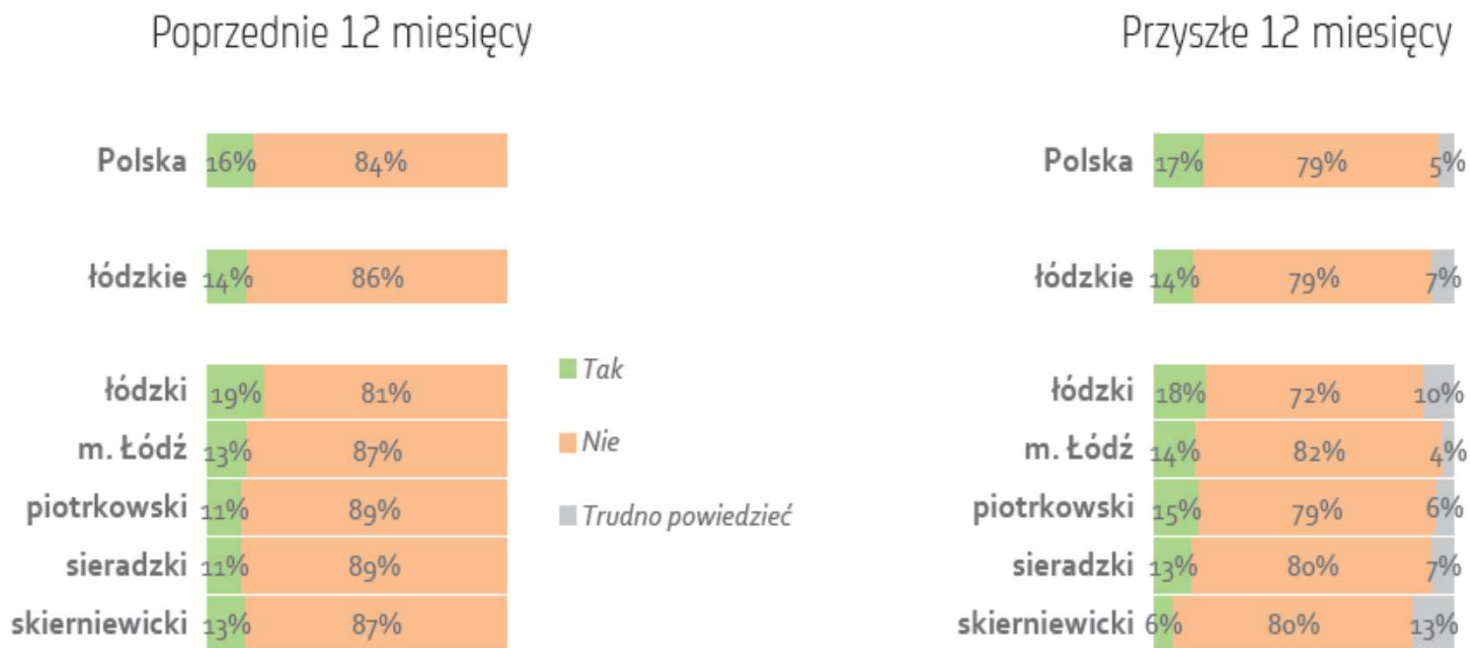 Poprzednie 12 miesięcy
Polska 16% 84%
łódzkie 14% 86%
łódzki 19% 81%
m. Łódź 13% 87%
piotrkowski 11% 89%
sieradzki 11% 89%
skierniewicki 13% 87%
Tak
Nie
Trudno powiedzieć
Przyszłe 12 miesięcy
Polska 17% 79% 5%
łódzkie 14% 79% 7%
łódzki 18% 72% 10%
m. Łódź 14% 82% 4%
piotrkowski 15% 79% 6%
sieradzki 13% 80% 7%
skierniewicki 6% 80% 13%